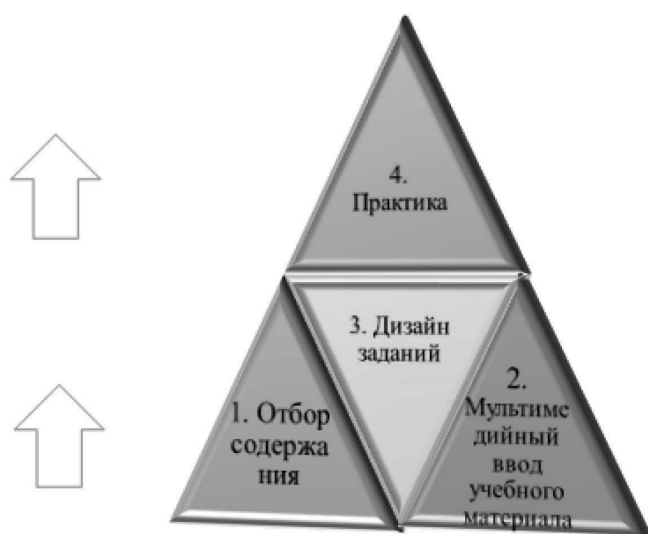 4.
Практика
3. Дизайн
заданий
1. Отбор
содержа
ния
2.
Мультиме
дийный
ввод
учебного
материала